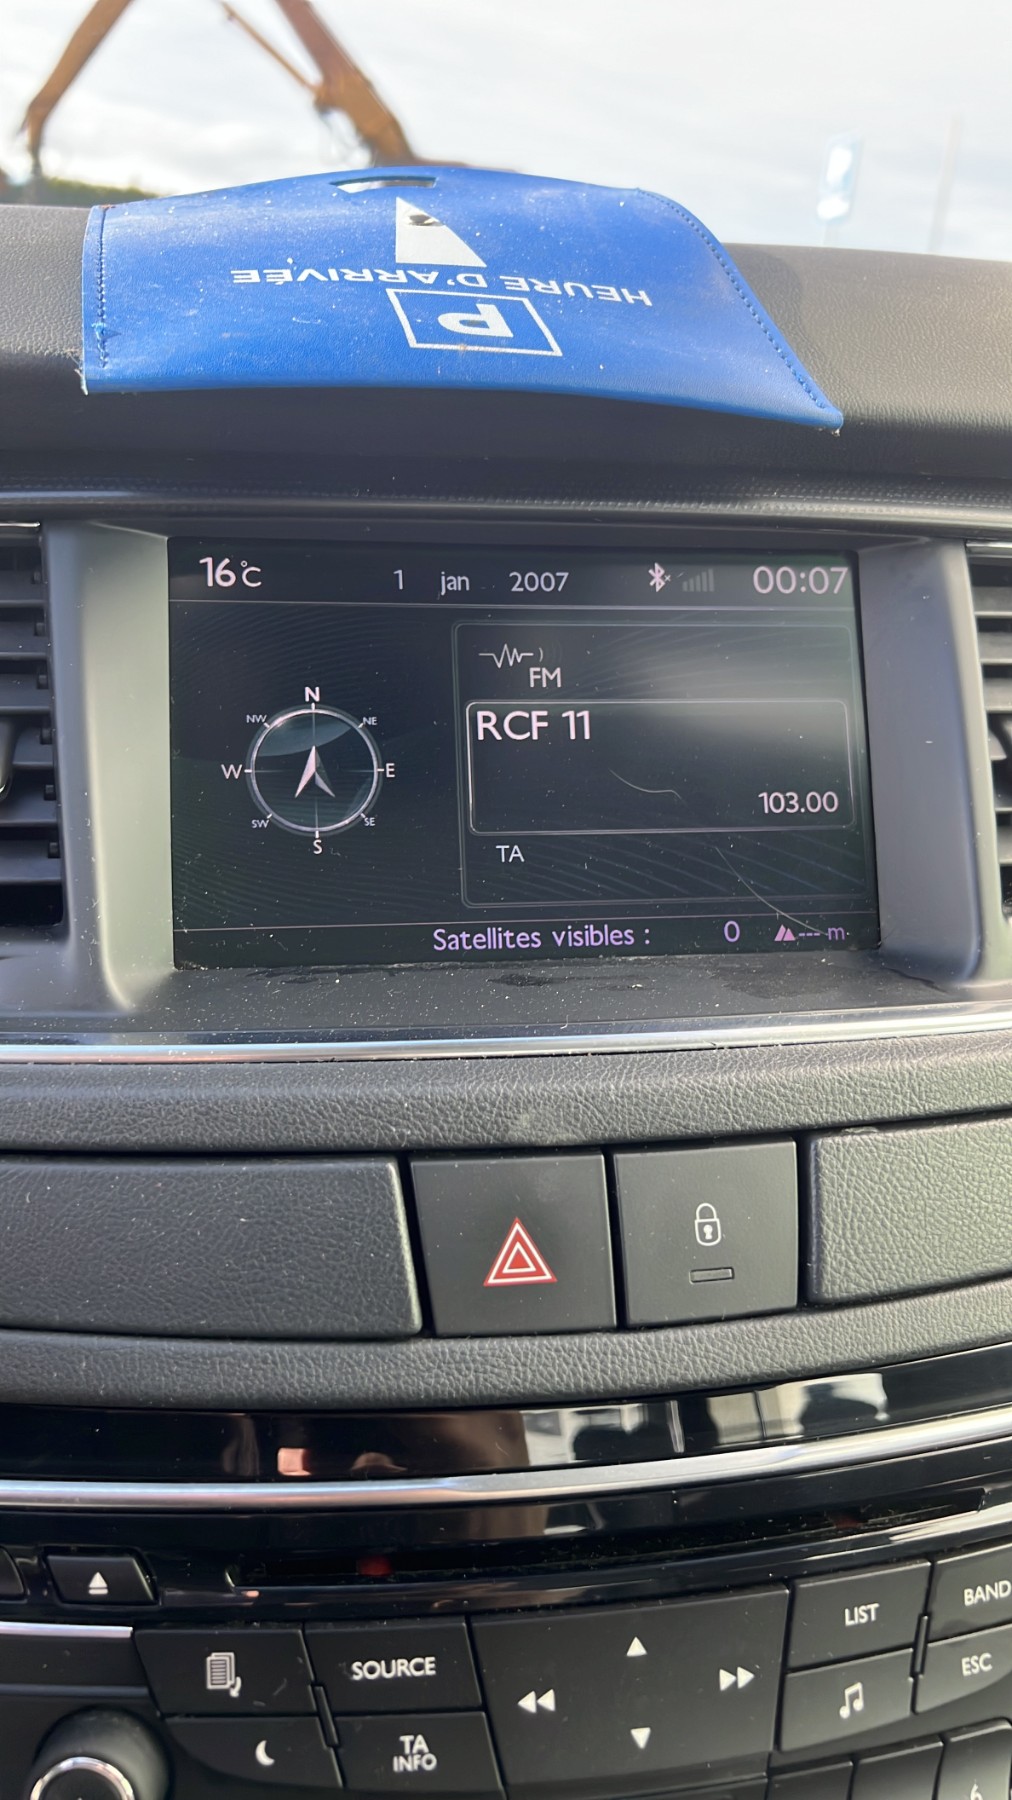 HEURE D'ARRIVÉE
P
16°C 1 jan 2007 00:07
FM
RCF 11
103.00
TA
N
NW NE
W E
SW SE
S
Satellites visibles : 0 --- m
LIST
BAND
SOURCE
ESC
TA
INFO
6